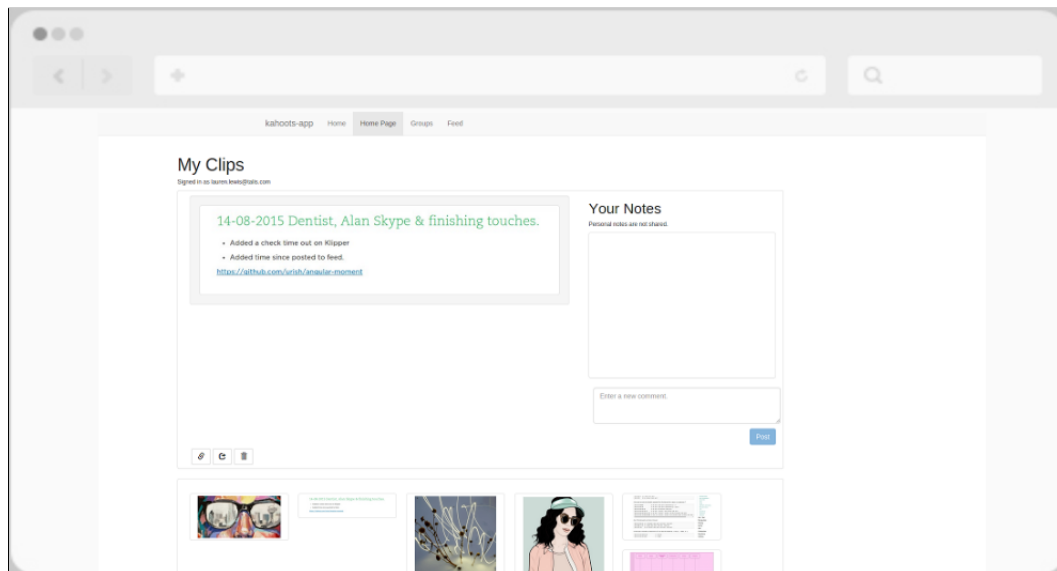 kahoots-app Home Home Page Groups Feed
My Clips
Signed in as lauren.lewis@talis.com
14-08-2015 Dentist, Alan Skype & finishing touches.
Added a check time out on Klipper
Added time since posted to feed.
https://github.com/urish/angular-moment
Your Notes
Personal notes are not shared.
Enter a new comment.
Post